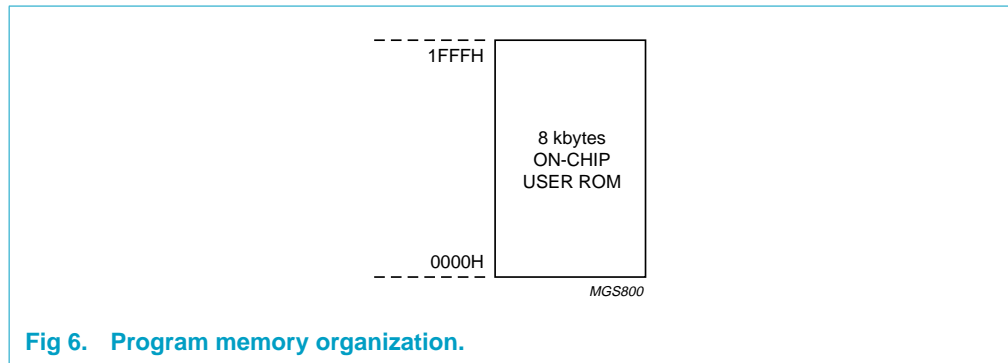 1FFFH
8 kbytes
ON-CHIP
USER ROM
0000H
MGS800
Fig 6. Program memory organization.